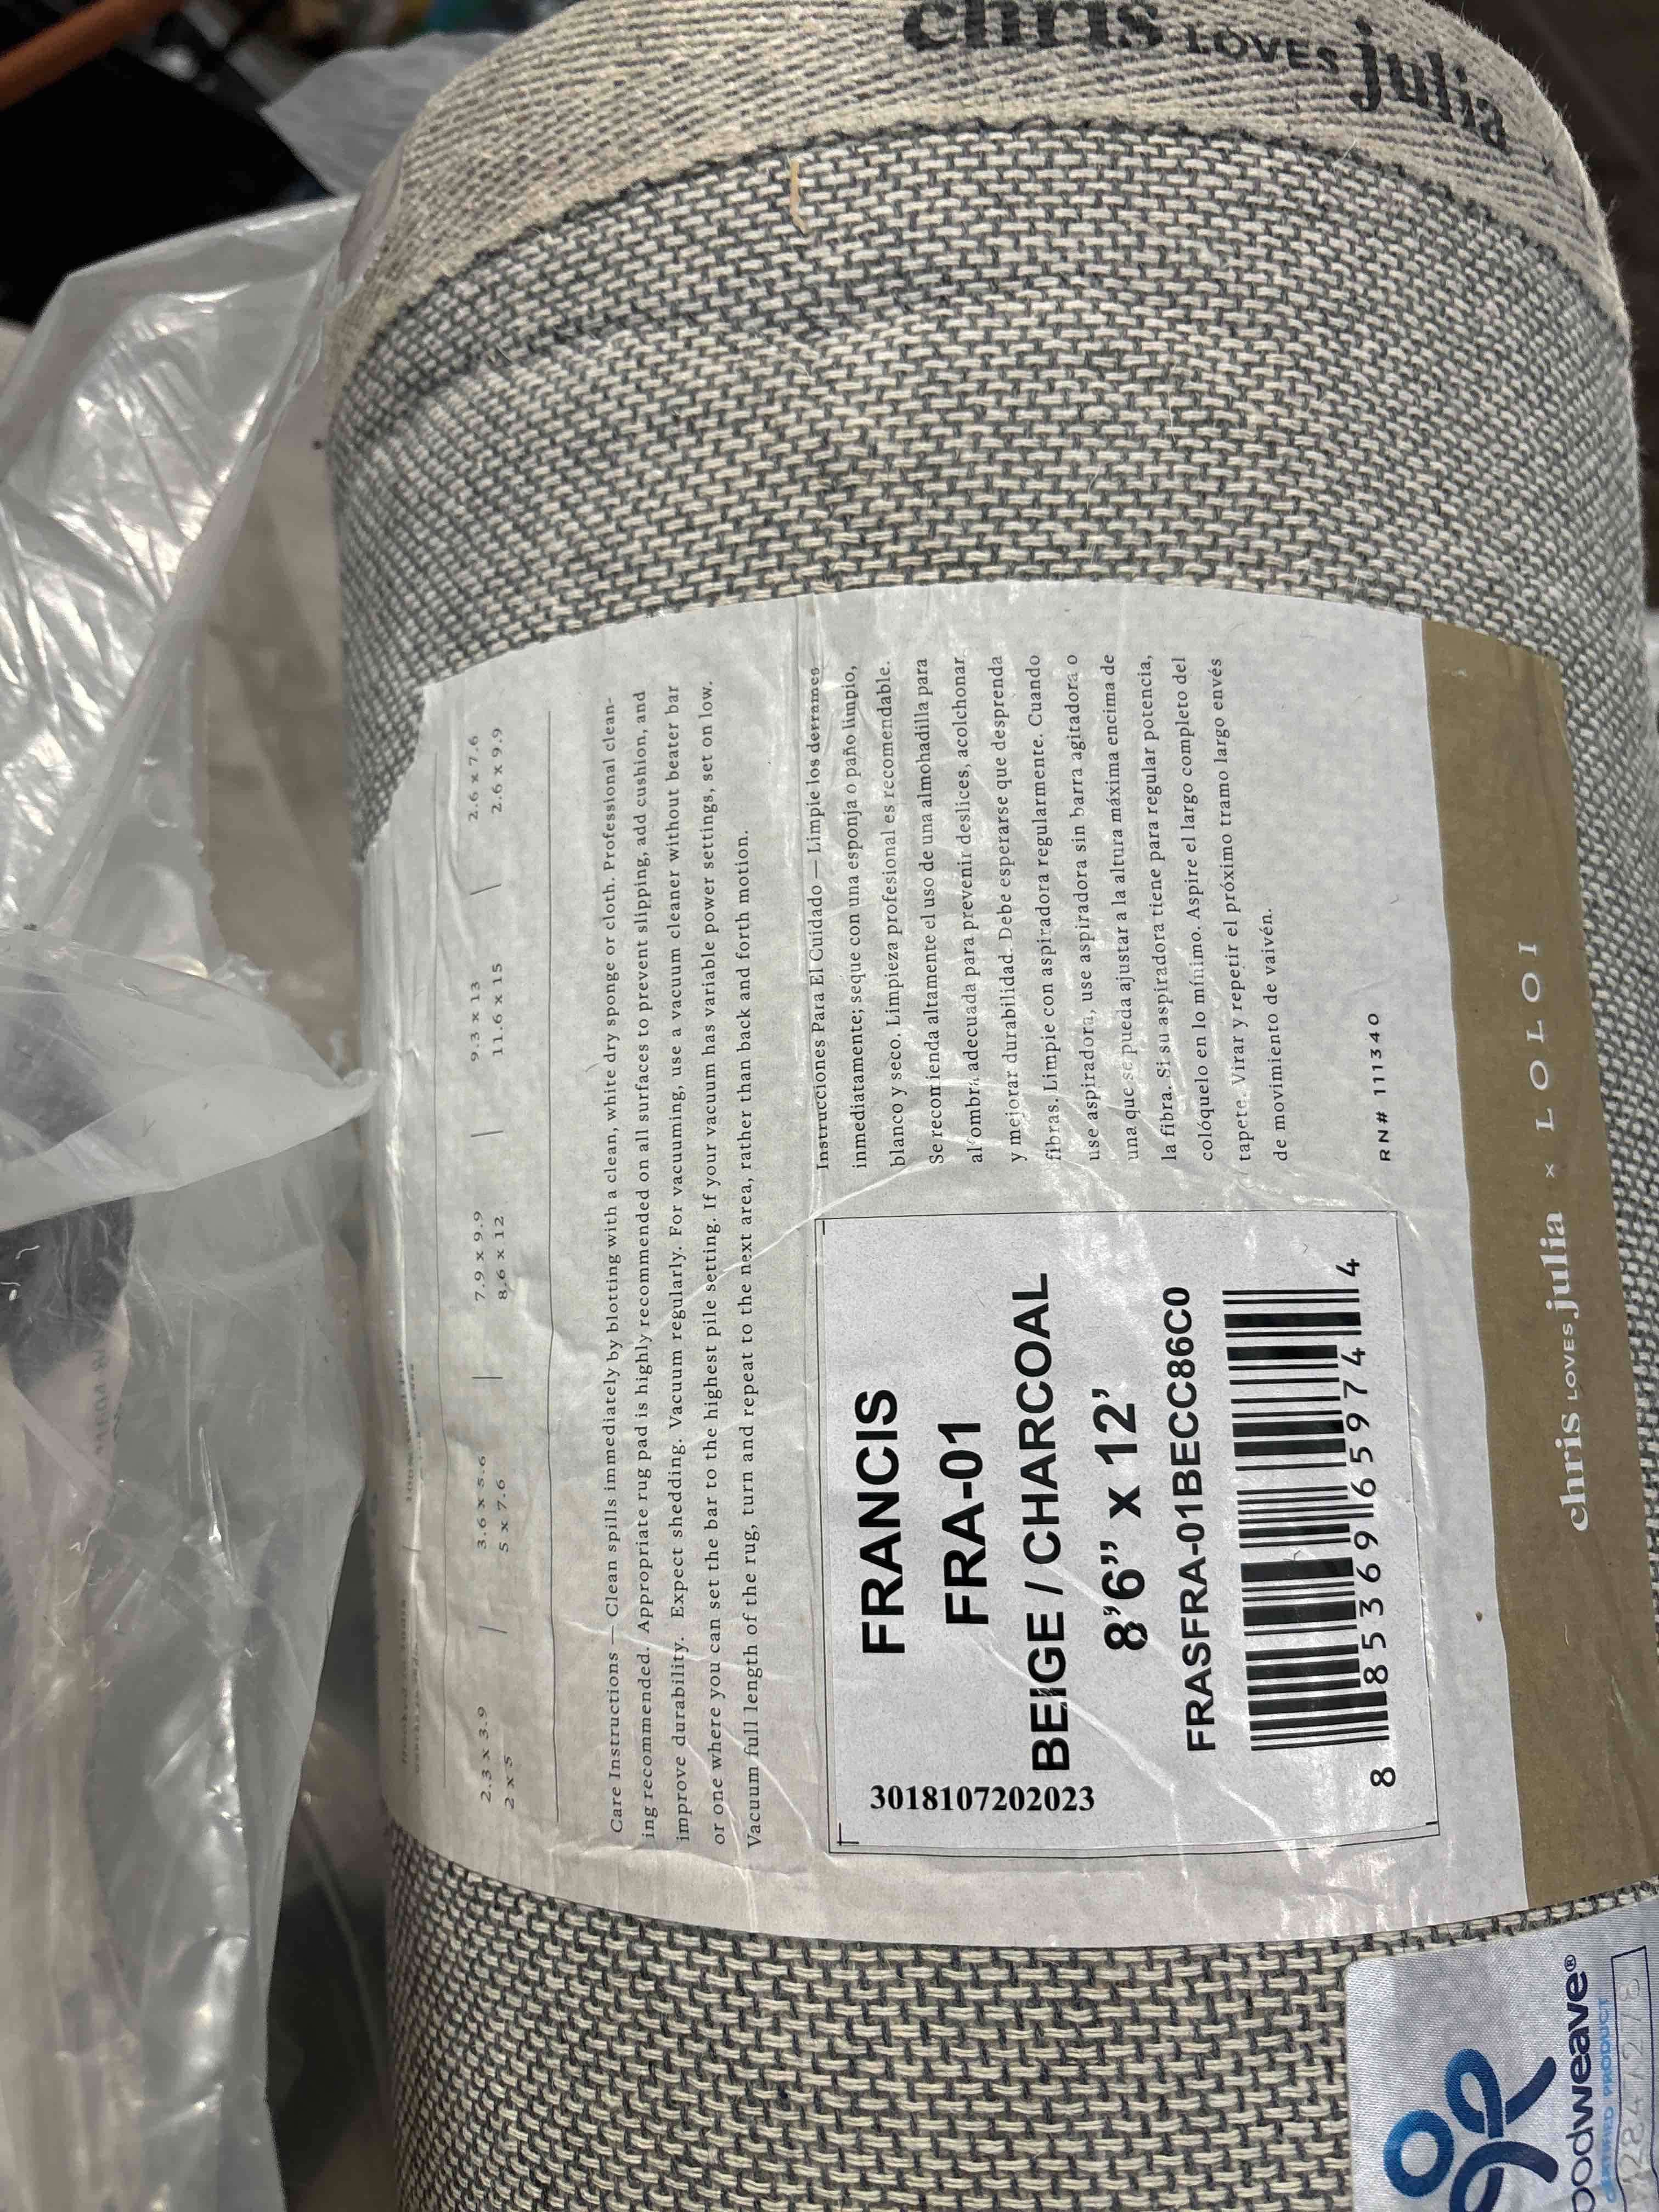 chris LOVES julia
2.3 x 3.9 | 3.6 x 5.6 | 7.9 x 9.9 | 9.3 x 13 | 2.6 x 7.6
2 x 5 5 x 7.6 8.6 x 12 11.6 x 15 2.6 x 9.9
Care Instructions — Clean spills immediately by blotting with a clean, white dry sponge or cloth. Professional clean-
ing recommended. Appropriate rug pad is highly recommended on all surfaces to prevent slipping, add cushion, and
improve durability. Expect shedding. Vacuum regularly. For vacuuming, use a vacuum cleaner without beater bar
or one where you can set the bar to the highest pile setting. If your vacuum has variable power settings, set on low.
Vacuum full length of the rug, turn and repeat to the next area, rather than back and forth motion.
3018107202023
FRANCIS
FRA-01
BEIGE / CHARCOAL
8'6" x 12'
FRASFRA-01BECC86C0
8 85369 65974 4
Instrucciones Para El Cuidado — Limpie los derrames
inmediatamente; seque con una esponja o paño limpio,
blanco y seco. Limpieza profesional es recomendable.
Se recomienda altamente el uso de una almohadilla para
alfombra adecuada para prevenir deslices, acolchonar
y mejorar durabilidad. Debe esperarse que desprenda
fibras. Limpie con aspiradora regularmente. Cuando
use aspiradora, use aspiradora sin barra agitadora o
una que se pueda ajustar a la altura máxima encima de
la fibra. Si su aspiradora tiene para regular potencia,
colóquelo en lo mínimo. Aspire el largo completo del
tapete. Virar y repetir el próximo tramo largo envés
de movimiento de vaivén.
RN# 111340
chris LOVES julia × LOLOI
oodweave®
PRODUCT